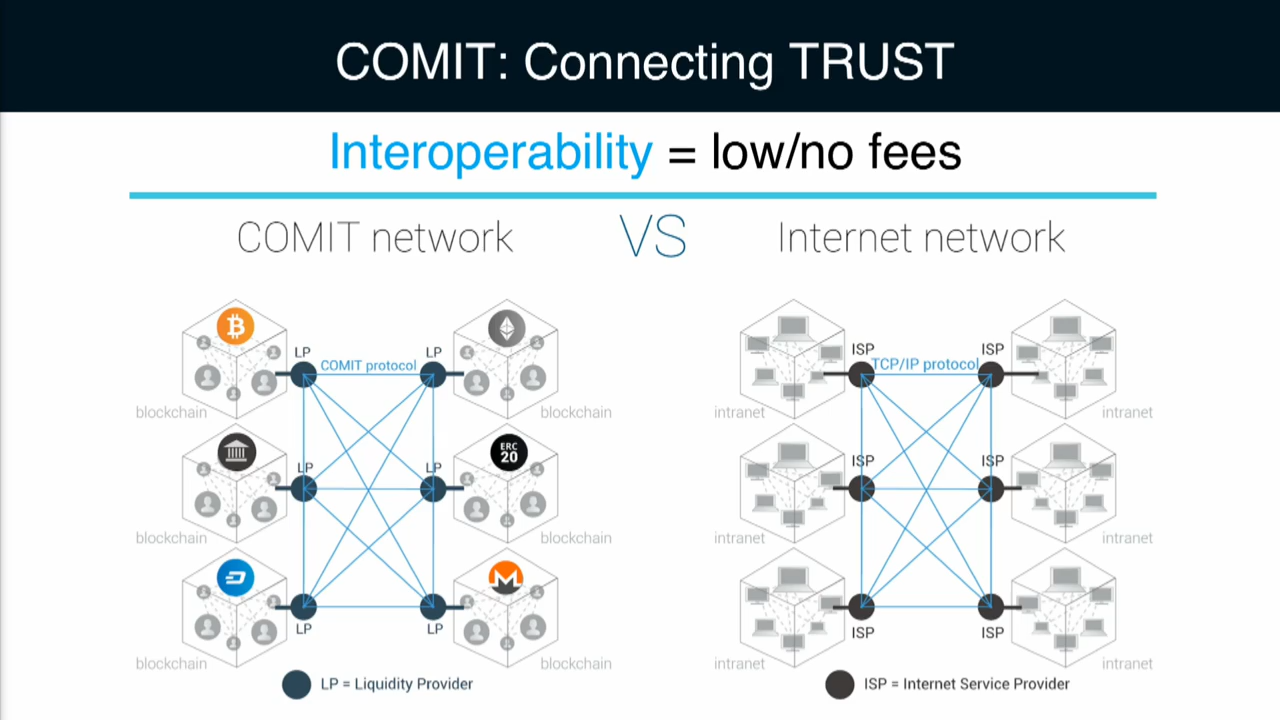 COMIT: Connecting TRUST
Interoperability = low/no fees
COMIT network
VS
Internet network
LP
LP
COMIT protocol
blockchain
blockchain
LP
ERC
20
LP
blockchain
blockchain
LP
LP
blockchain
blockchain
LP = Liquidity Provider
ISP
ISP
TCP/IP protocol
intranet
intranet
ISP
ISP
intranet
intranet
ISP
ISP
intranet
intranet
ISP = Internet Service Provider